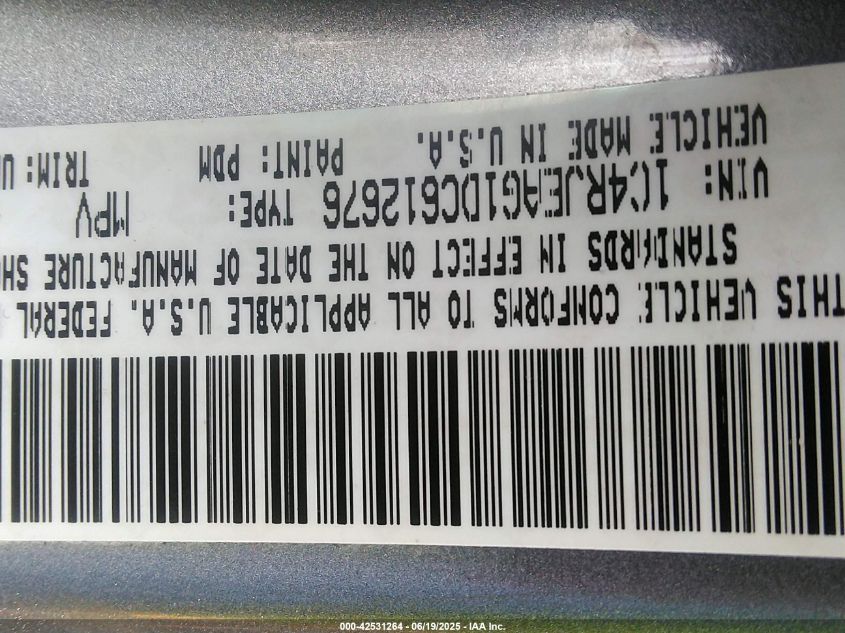 THIS VEHICLE CONFORMS TO ALL APPLICABLE U.S.A. FEDERAL
STANDARDS IN EFFECT ON THE DATE OF MANUFACTURE SHO
VIN: 1C4RJEAG1DC612676 TYPE: MPV
VEHICLE MADE IN U.S.A. PAINT: PDM TRIM: U
000-42531264 - 06/19/2025 - IAA Inc.